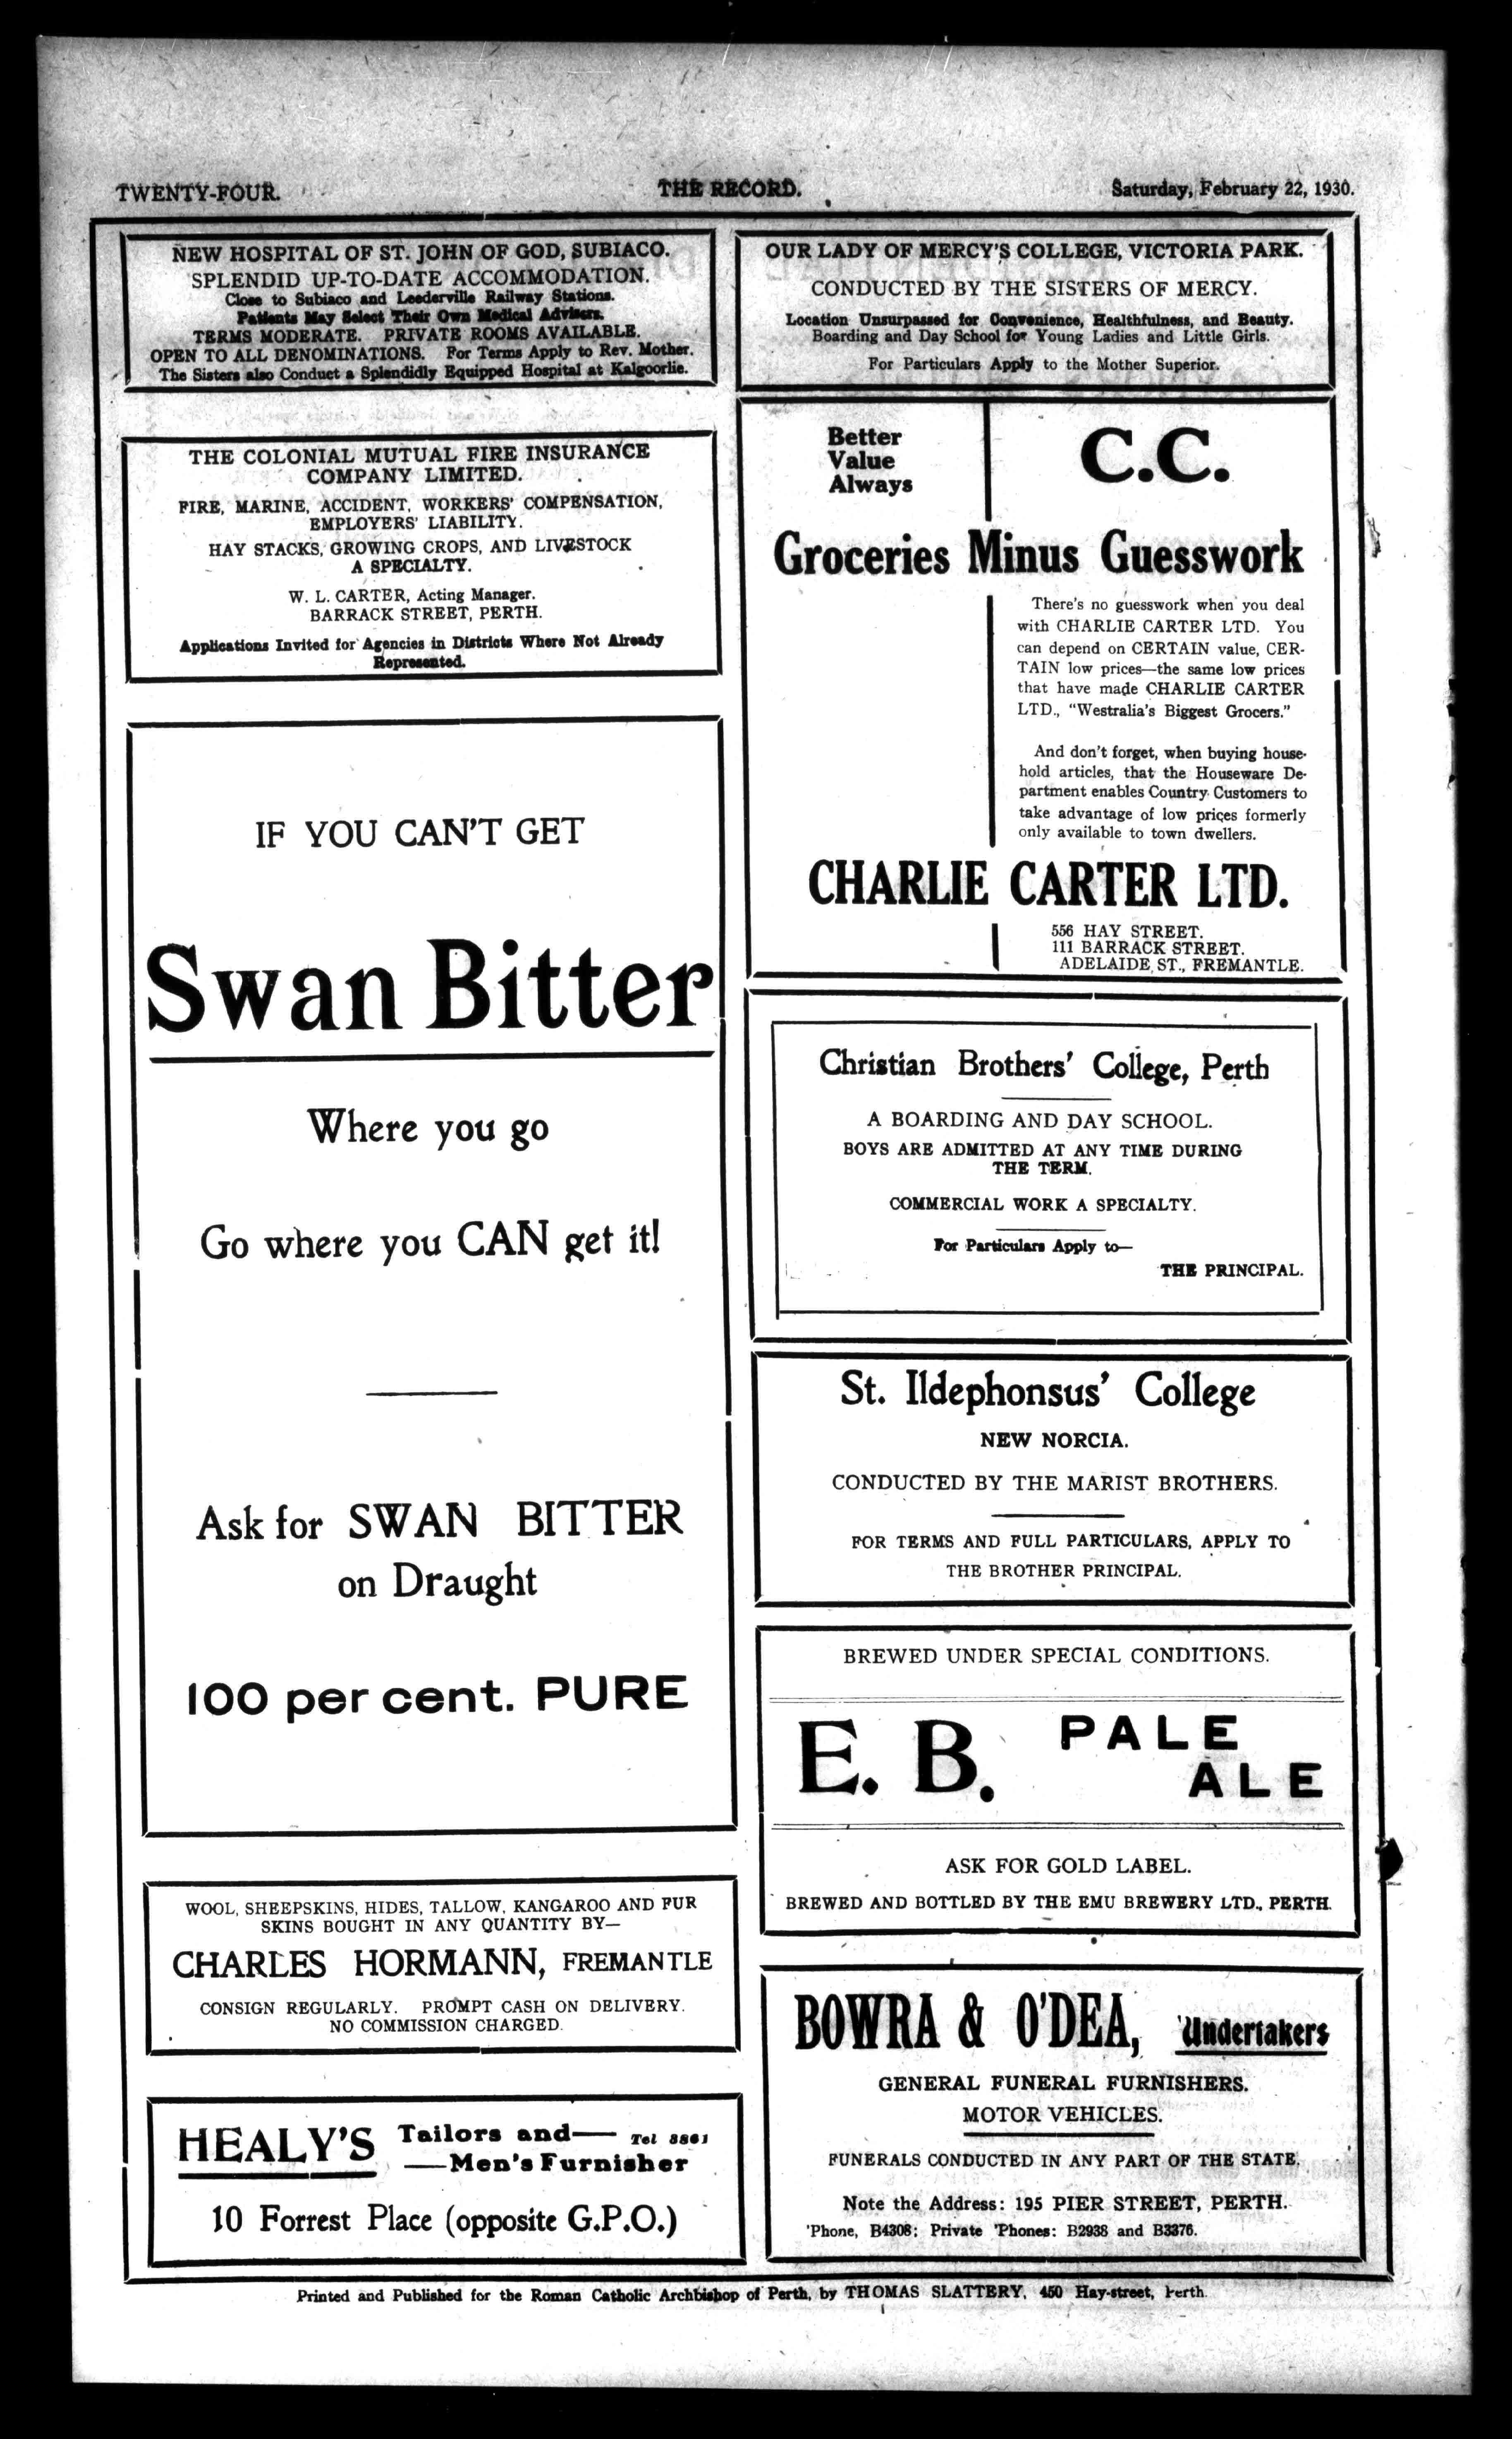 TWENTY-FOUR.
THE RECORD.
Saturday, February 22, 1930.
NEW HOSPITAL OF ST. JOHN OF GOD, SUBIACO.
SPLENDID UP-TO-DATE ACCOMMODATION.
Close to Subiaco and Leederville Railway Stations.
Patients May Select Their Own Medical Advisers.
TERMS MODERATE. PRIVATE ROOMS AVAILABLE.
OPEN TO ALL DENOMINATIONS. For Terms Apply to Rev. Mother.
The Sisters also Conduct a Splendidly Equipped Hospital at Kalgoorlie.
THE COLONIAL MUTUAL FIRE INSURANCE
COMPANY LIMITED.
FIRE, MARINE, ACCIDENT, WORKERS' COMPENSATION,
EMPLOYERS' LIABILITY.
HAY STACKS, GROWING CROPS, AND LIVESTOCK
A SPECIALTY.
W. L. CARTER, Acting Manager.
BARRACK STREET, PERTH.
Applications Invited for Agencies in Districts Where Not Already
Represented.
IF YOU CAN'T GET
Swan Bitter
Where you go
Go where you CAN get it!
Ask for SWAN BITTER
on Draught
100 per cent. PURE
WOOL, SHEEPSKINS, HIDES, TALLOW, KANGAROO AND FUR
SKINS BOUGHT IN ANY QUANTITY BY—
CHARLES HORMANN, FREMANTLE
CONSIGN REGULARLY. PROMPT CASH ON DELIVERY.
NO COMMISSION CHARGED.
HEALY'S Tailors and— Tel
—Men's Furnisher
10 Forrest Place (opposite G.P.O.)
OUR LADY OF MERCY'S COLLEGE, VICTORIA PARK.
CONDUCTED BY THE SISTERS OF MERCY.
Location Unsurpassed for Convenience, Healthfulness, and Beauty.
Boarding and Day School for Young Ladies and Little Girls.
For Particulars Apply to the Mother Superior.
Better
Value
Always
C.C.
Groceries Minus Guesswork
There's no guesswork when you deal
with CHARLIE CARTER LTD. You
can depend on CERTAIN value, CER-
TAIN low prices—the same low prices
that have made CHARLIE CARTER
LTD., "Westralia's Biggest Grocers."
And don't forget, when buying house-
hold articles, that the Houseware De-
partment enables Country Customers to
take advantage of low prices formerly
only available to town dwellers.
CHARLIE CARTER LTD.
556 HAY STREET.
111 BARRACK STREET.
ADELAIDE ST., FREMANTLE.
Christian Brothers' College, Perth
A BOARDING AND DAY SCHOOL.
BOYS ARE ADMITTED AT ANY TIME DURING
THE TERM.
COMMERCIAL WORK A SPECIALTY.
For Particulars Apply to—
THE PRINCIPAL.
St. Ildephonsus' College
NEW NORCIA.
CONDUCTED BY THE MARIST BROTHERS.
FOR TERMS AND FULL PARTICULARS, APPLY TO
THE BROTHER PRINCIPAL.
BREWED UNDER SPECIAL CONDITIONS.
E. B. PALE
ALE
ASK FOR GOLD LABEL.
BREWED AND BOTTLED BY THE EMU BREWERY LTD., PERTH.
BOWRA & O'DEA, Undertakers
GENERAL FUNERAL FURNISHERS.
MOTOR VEHICLES.
FUNERALS CONDUCTED IN ANY PART OF THE STATE.
Note the Address: 195 PIER STREET, PERTH.
'Phone, B4308; Private 'Phones: B2938 and B3376.
Printed and Published for the Roman Catholic Archbishop of Perth, by THOMAS SLATTERY, 450 Hay-street, Perth.